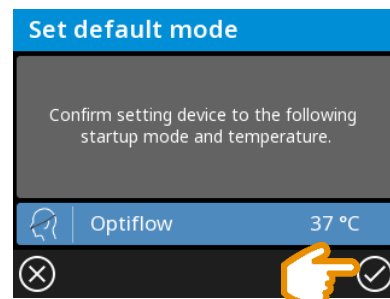 Set default mode
Confirm setting device to the following
startup mode and temperature.
Optiflow 37 °C